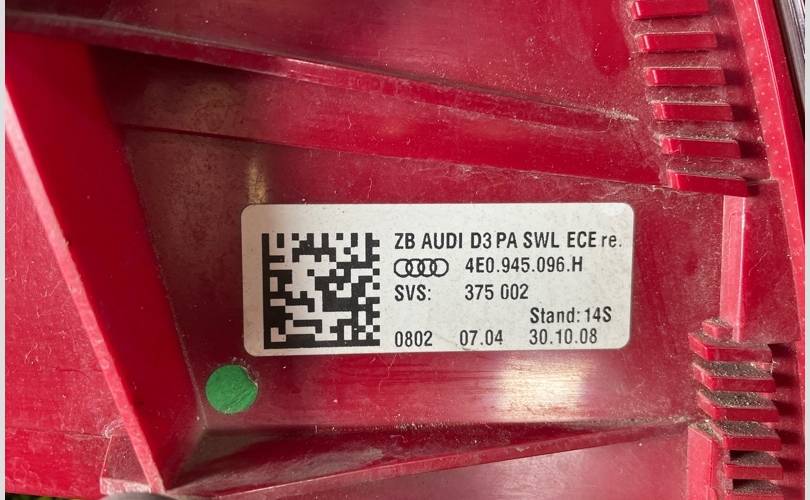 ZB AUDI D3 PA SWL ECE re.
4E0.945.096.H
SVS: 375 002
Stand: 14S
0802 07.04 30.10.08